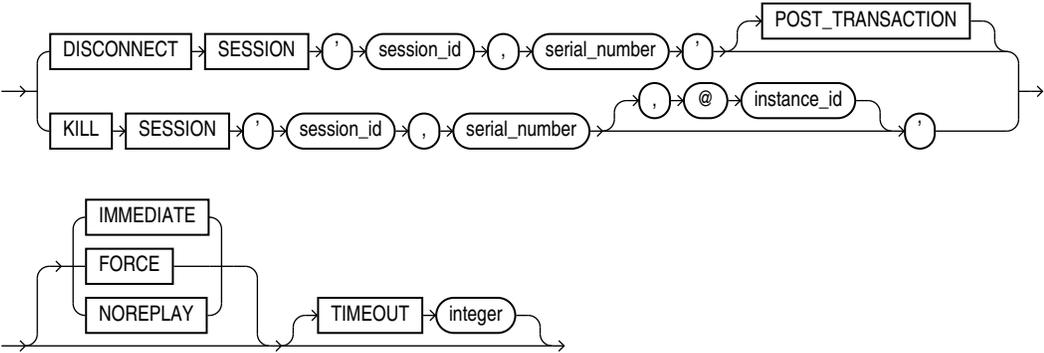 POST_TRANSACTION
DISCONNECT SESSION ' session_id , serial_number '
, @ instance_id
KILL SESSION ' session_id , serial_number '
IMMEDIATE
FORCE
NOREPLAY
TIMEOUT integer